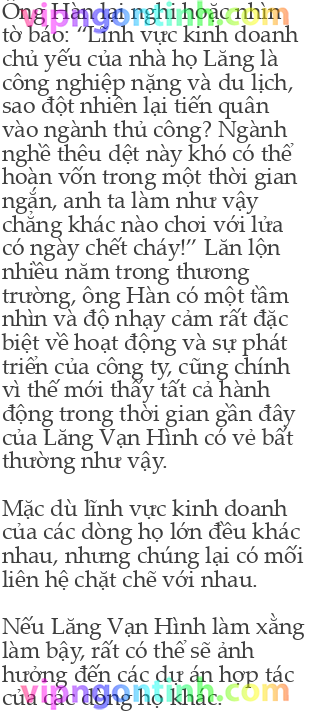 vipngontinh.com
Ông Hàn lại nghi hoặc nhìn
tờ báo: “Lĩnh vực kinh doanh
chủ yếu của nhà họ Lăng là
công nghiệp nặng và du lịch,
sao đột nhiên lại tiến quân
vào ngành thủ công? Ngành
nghề thêu dệt này khó có thể
hoàn vốn trong một thời gian
ngắn, anh ta làm như vậy
chẳng khác nào chơi với lửa
có ngày chết cháy!” Lăn lộn
nhiều năm trong thương
trường, ông Hàn có một tầm
nhìn và độ nhạy cảm rất đặc
biệt về hoạt động và sự phát
triển của công ty, cũng chính
vì thế mới thấy tất cả hành
động trong thời gian gần đây
của Lăng Vạn Hình có vẻ bất
thường như vậy.
Mặc dù lĩnh vực kinh doanh
của các dòng họ lớn đều khác
nhau, nhưng chúng lại có mối
liên hệ chặt chẽ với nhau.
Nếu Lăng Vạn Hình làm xằng
làm bậy, rất có thể sẽ ảnh
hưởng đến các dự án hợp tác
của các dòng họ khác.
vipngontinh.com